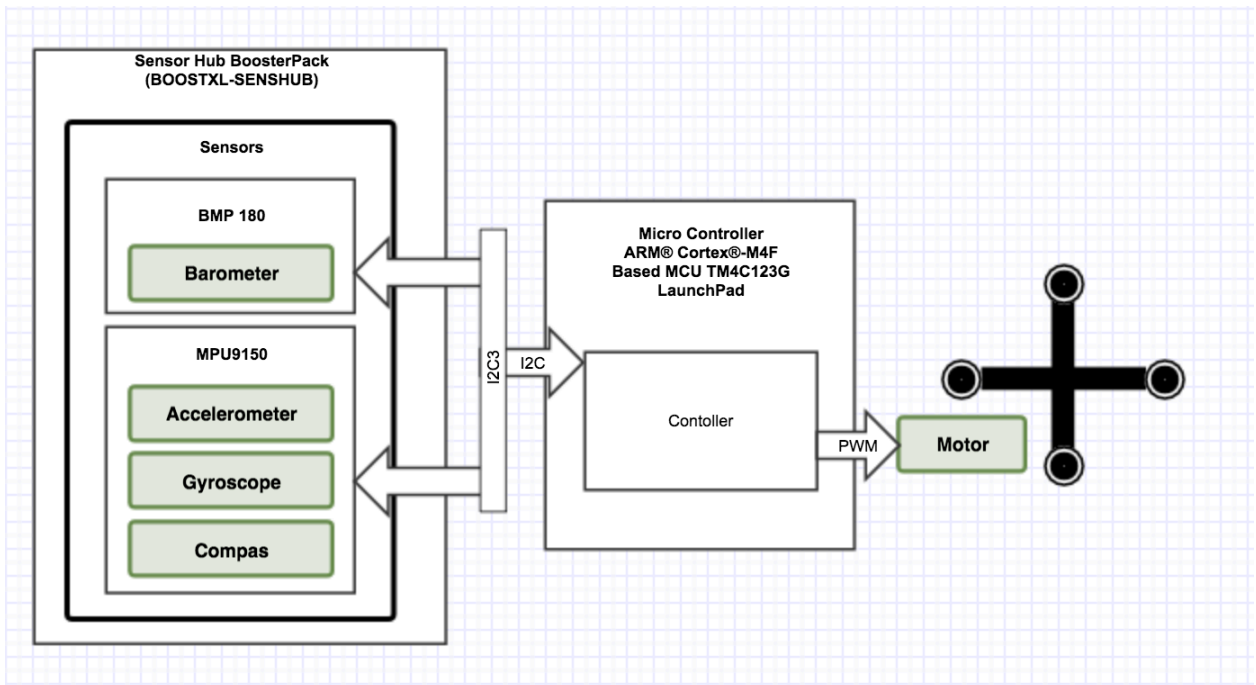 Sensor Hub BoosterPack
(BOOSTXL-SENSHUB)
Sensors
BMP 180
Barometer
MPU9150
Accelerometer
Gyroscope
Compas
I2C3
I2C
Micro Controller
ARM® Cortex®-M4F
Based MCU TM4C123G
LaunchPad
Contoller
PWM
Motor